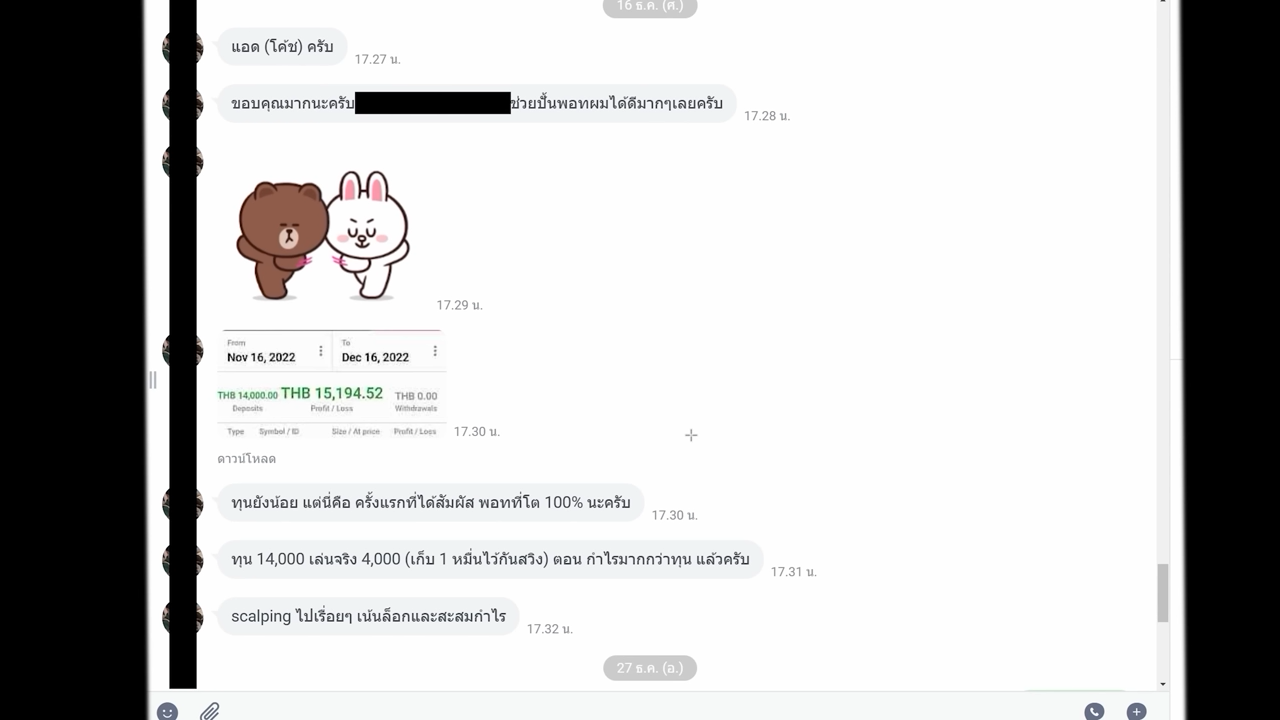 16 ธ.ค. (ศ.)
แอด (โค้ช) ครับ
17.27 น.
ขอบคุณมากนะครับ ช่วยปั้นพอทผมได้ดีมากๆเลยครับ
17.28 น.
17.29 น.
From To
Nov 16, 2022 Dec 16, 2022
THB 14,000.00 THB 15,194.52 THB 0.00
Deposits Profit / Loss Withdrawals
Type Symbol / ID Size / At price Profit / Loss
17.30 น.
ดาวน์โหลด
ทุนยังน้อย แต่นี่คือ ครั้งแรกที่ได้สัมผัส พอทที่โต 100% นะครับ
17.30 น.
ทุน 14,000 เล่นจริง 4,000 (เก็บ 1 หมื่นไว้กันสวิง) ตอน กำไรมากกว่าทุน แล้วครับ
17.31 น.
scalping ไปเรื่อยๆ เน้นล็อกและสะสมกำไร
17.32 น.
27 ธ.ค. (อ.)